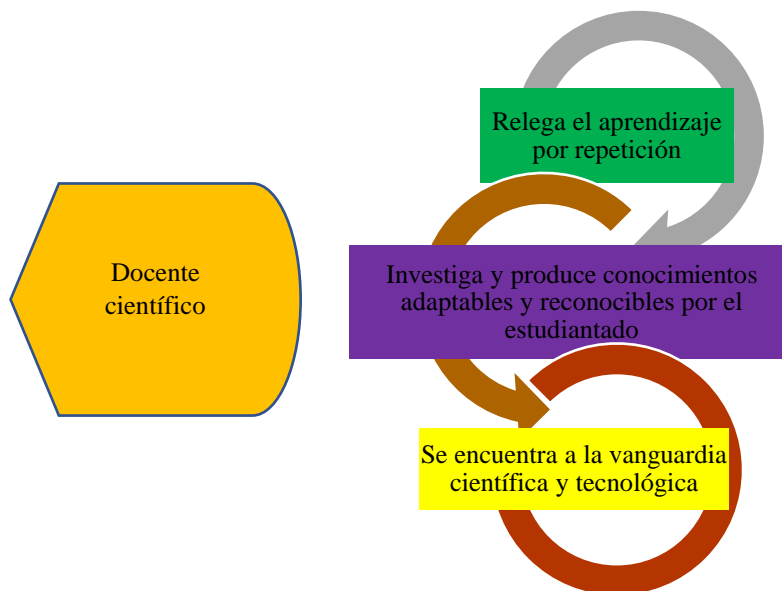 Relega el aprendizaje
por repetición
Docente
científico
Investiga y produce conocimientos
adaptables y reconocibles por el
estudiantado
Se encuentra a la vanguardia
científica y tecnológica